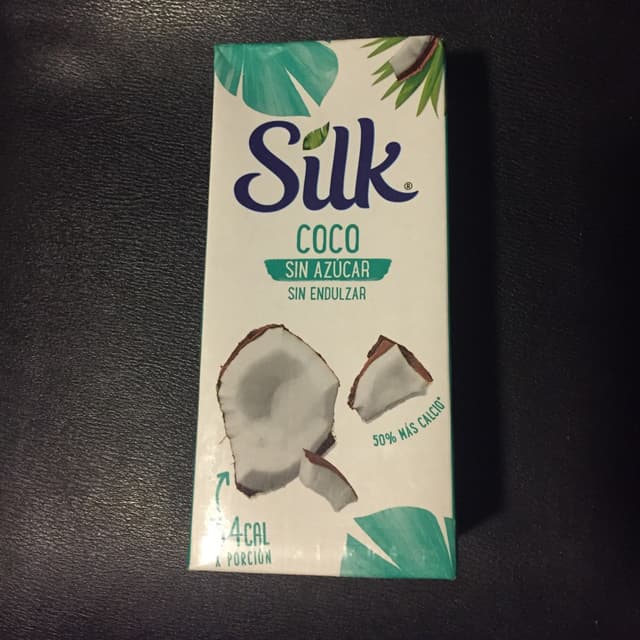 Silk®
COCO
SIN AZÚCAR
SIN ENDULZAR
50% MÁS CALCIO*
4CAL
PORCIÓN